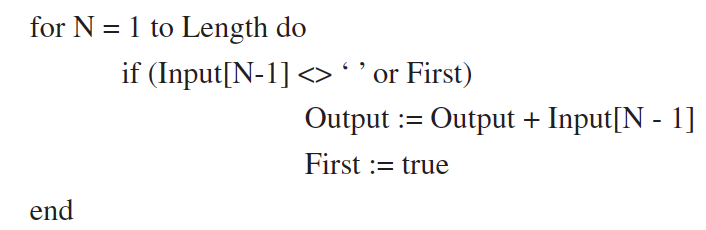 for N = 1 to Length do
if (Input[N-1] <> ‘ ’ or First)
Output := Output + Input[N - 1]
First := true
end